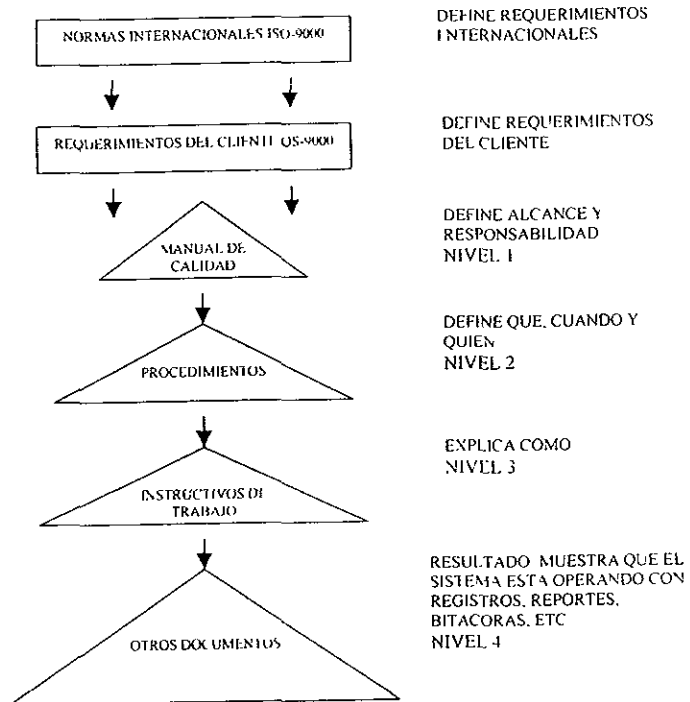 NORMAS INTERNACIONALES ISO-9000
DEFINE REQUERIMIENTOS
INTERNACIONALES
REQUERIMIENTOS DEL CLIENTE QS-9000
DEFINE REQUERIMIENTOS
DEL CLIENTE
MANUAL DE
CALIDAD
DEFINE ALCANCE Y
RESPONSABILIDAD
NIVEL 1
PROCEDIMIENTOS
DEFINE QUE, CUANDO Y
QUIEN
NIVEL 2
INSTRUCTIVOS DE
TRABAJO
EXPLICA COMO
NIVEL 3
OTROS DOCUMENTOS
RESULTADO MUESTRA QUE EL
SISTEMA ESTA OPERANDO CON
REGISTROS, REPORTES,
BITACORAS, ETC
NIVEL 4